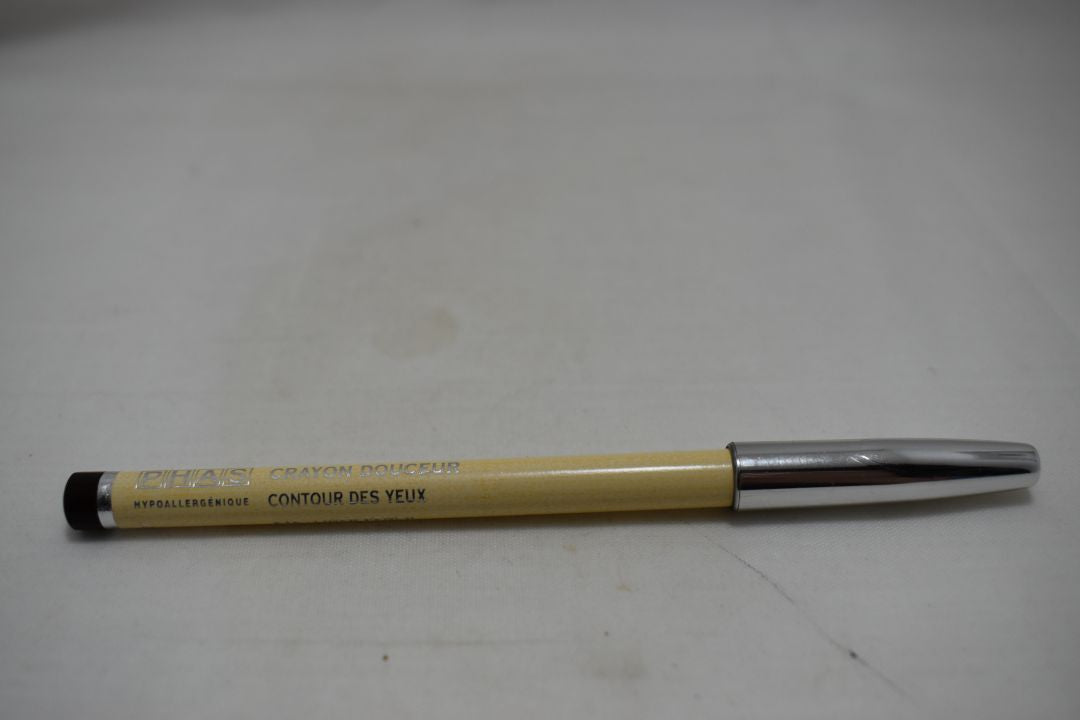 PHAS
HYPOALLERGÉNIQUE
CRAYON DOUCEUR
CONTOUR DES YEUX